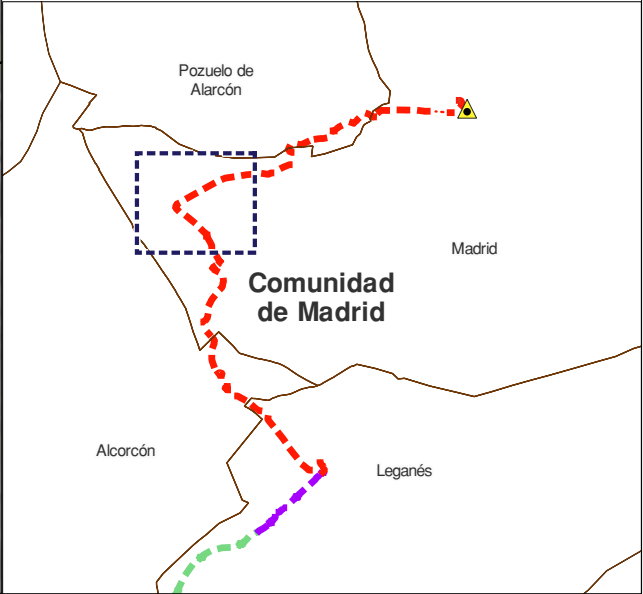 Pozuelo de
Alarcón
Madrid
Comunidad
de Madrid
Alcorcón
Leganés